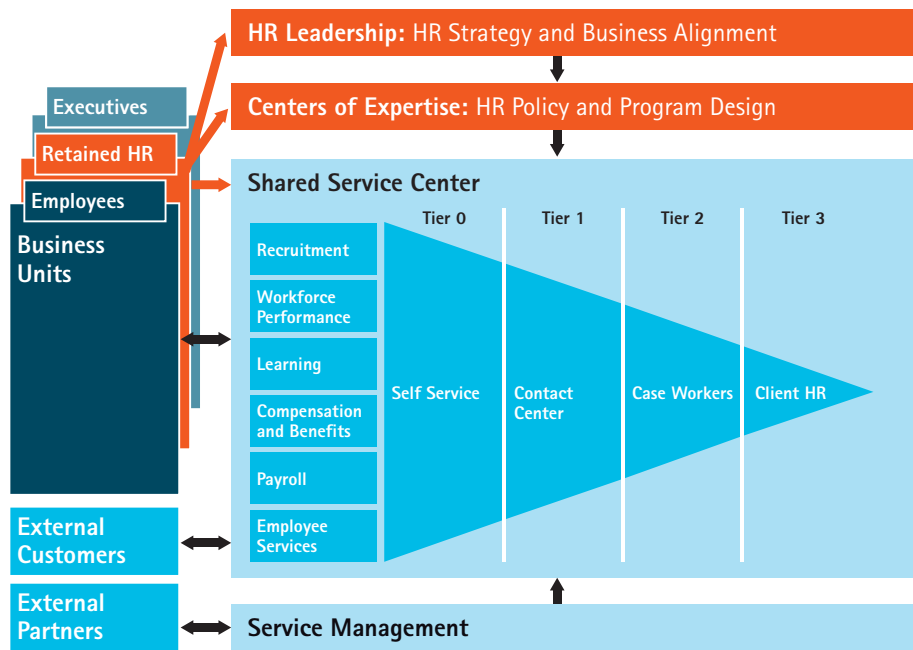 HR Leadership: HR Strategy and Business Alignment
Centers of Expertise: HR Policy and Program Design
Executives
Retained HR
Employees
Business
Units
External
Customers
External
Partners
Shared Service Center
Tier 0
Tier 1
Tier 2
Tier 3
Recruitment
Workforce
Performance
Learning
Compensation
and Benefits
Payroll
Employee
Services
Self Service
Contact
Center
Case Workers
Client HR
Service Management